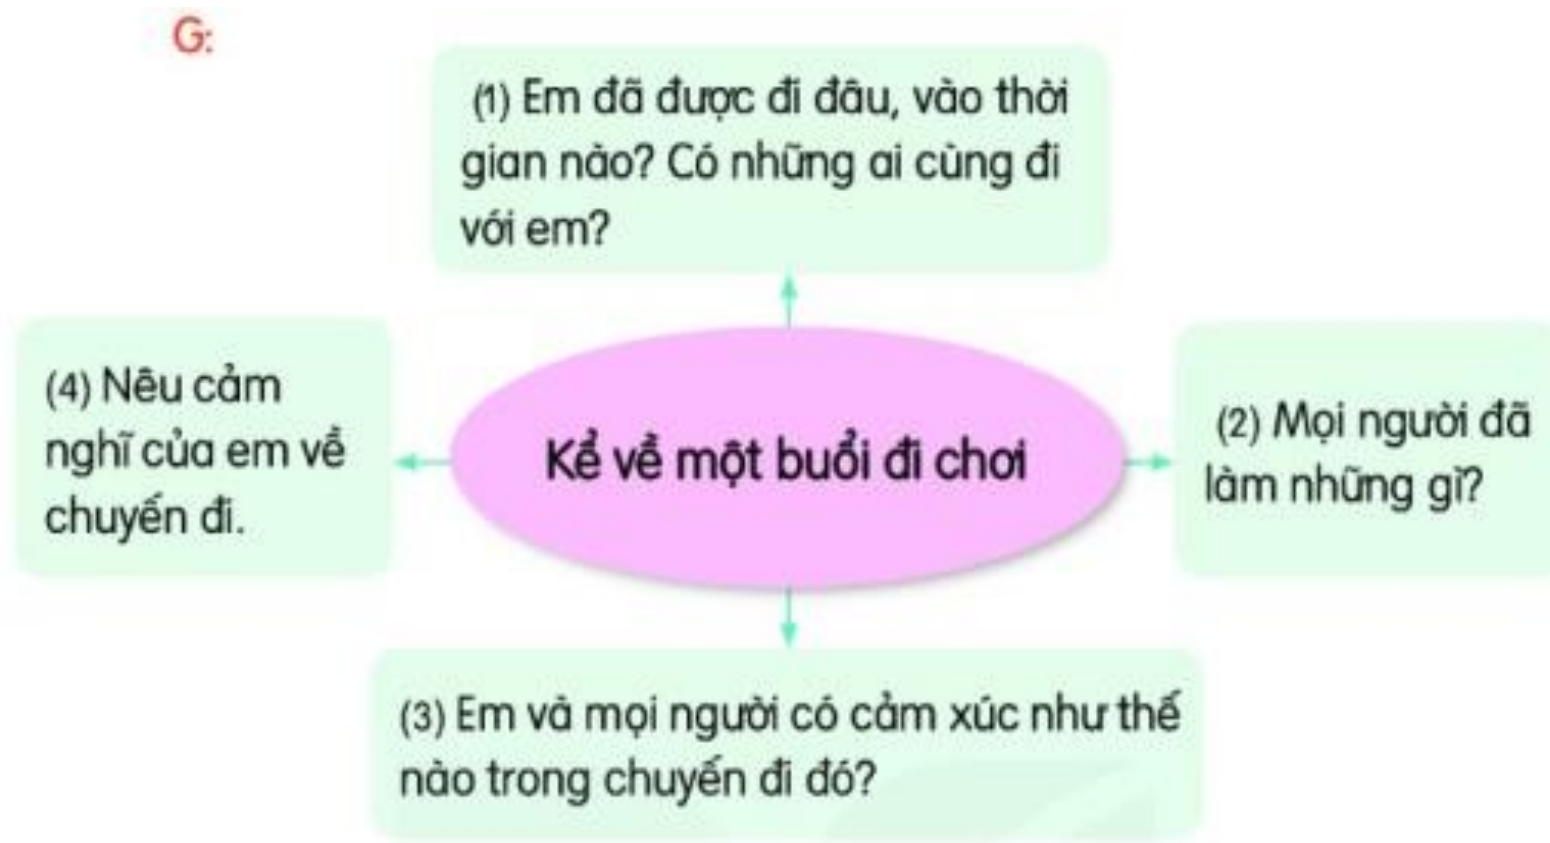 G:
(1) Em đã được đi đâu, vào thời
gian nào? Có những ai cùng đi
với em?
Kể về một buổi đi chơi
(2) Mọi người đã
làm những gì?
(3) Em và mọi người có cảm xúc như thế
nào trong chuyến đi đó?
(4) Nêu cảm
nghĩ của em về
chuyến đi.